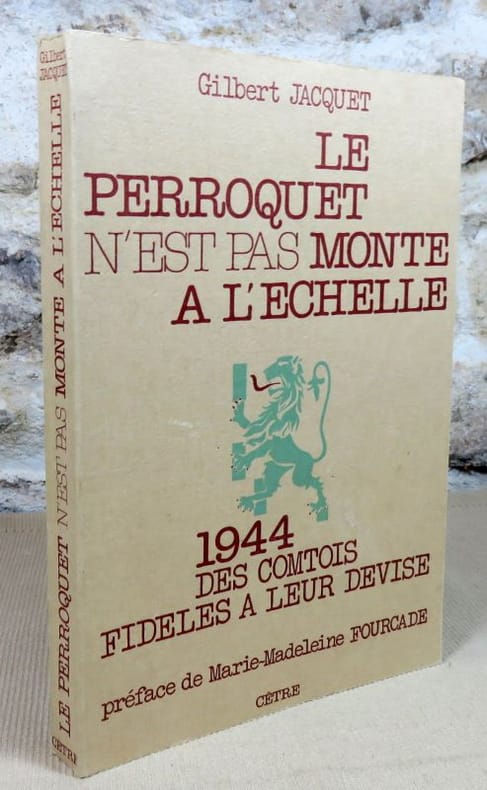 Gilbert JACQUET
LE
PERROQUET
N'EST PAS MONTE
A L'ECHELLE
1944
DES COMTOIS
FIDELES A LEUR DEVISE
préface de Marie-Madeleine FOURCADE
CÊTRE
Gilbert
JACQUET
LE PERROQUET N'EST PAS MONTE A L'ECHELLE
CÊTRE